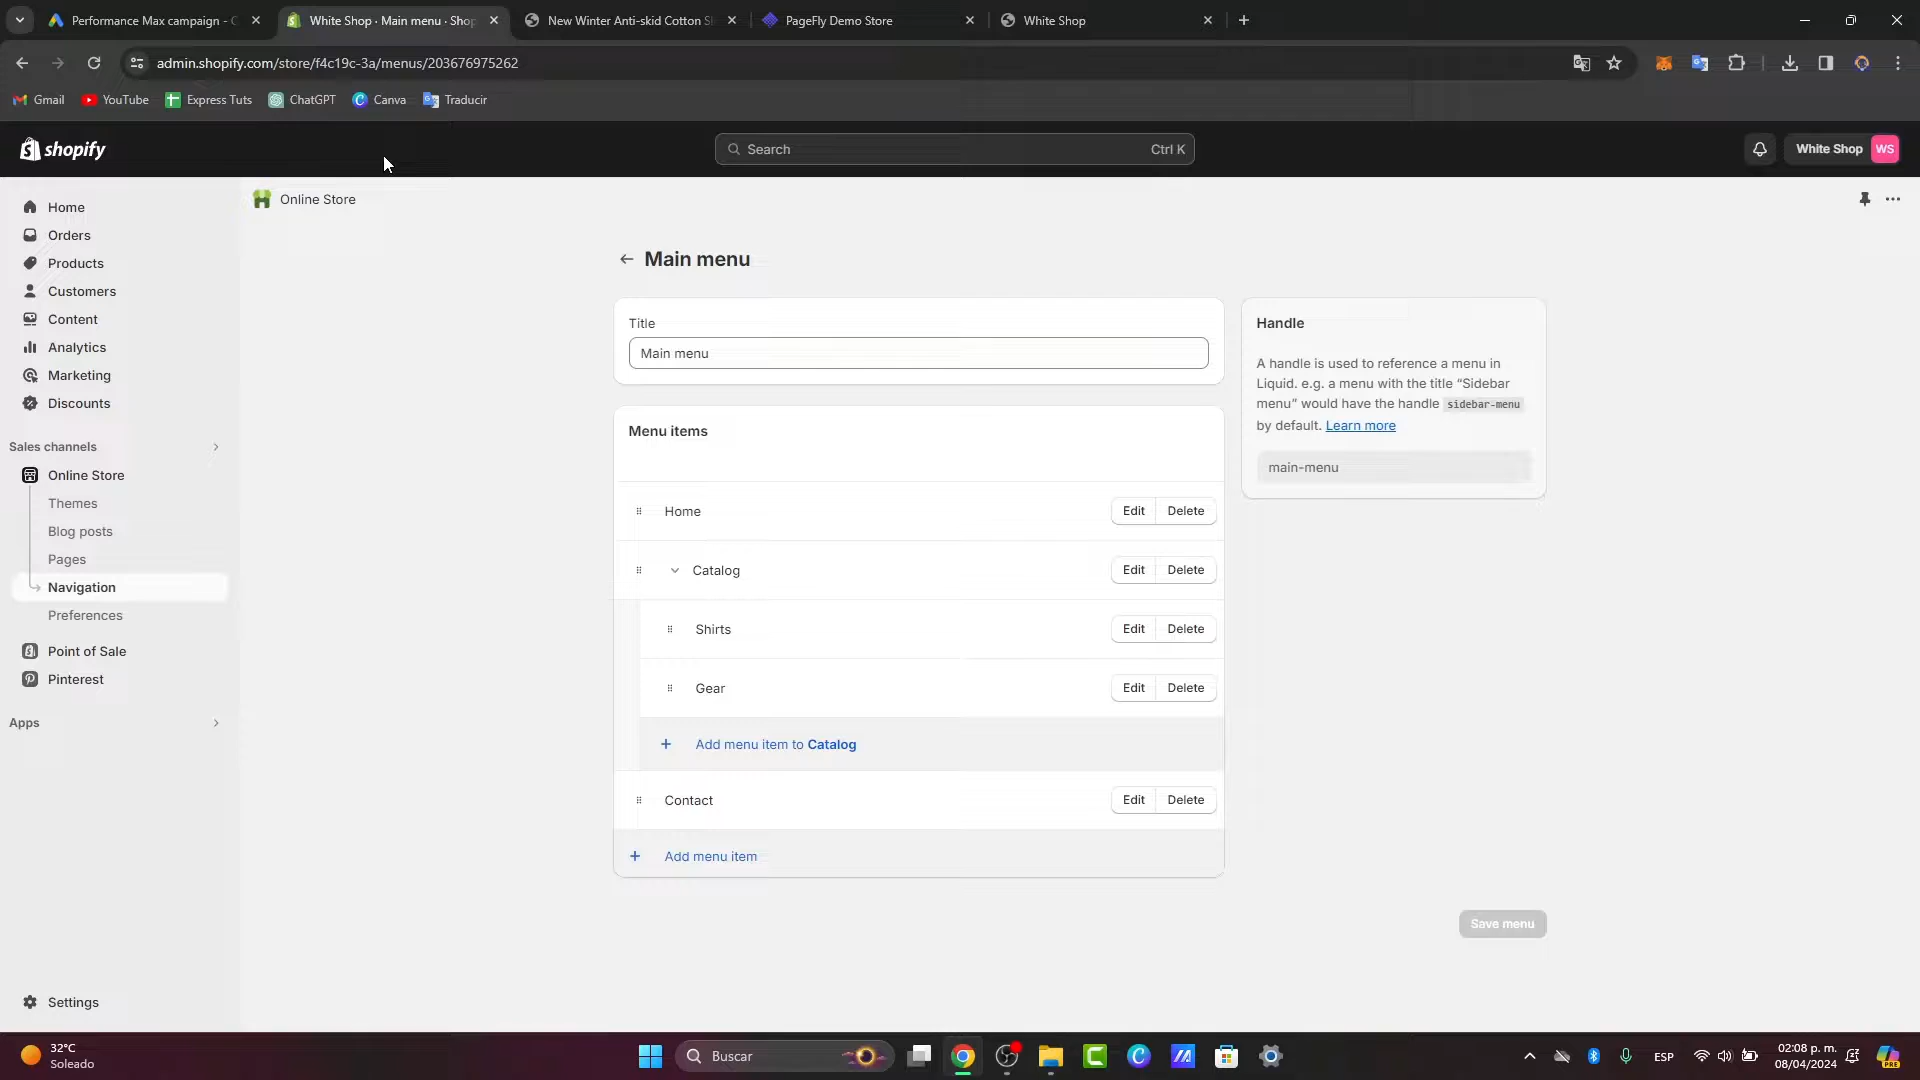 Performance Max campaign - G
White Shop · Main menu · Shop
New Winter Anti-skid Cotton S
PageFly Demo Store
White Shop
admin.shopify.com/store/f4c19c-3a/menus/203676975262
Gmail
YouTube
Express Tuts
ChatGPT
Canva
Traducir
shopify
Search
Ctrl K
White Shop
WS
Home
Orders
Products
Customers
Content
Analytics
Marketing
Discounts
Sales channels
Online Store
Themes
Blog posts
Pages
Navigation
Preferences
Point of Sale
Pinterest
Apps
Settings
Online Store
Main menu
Title
Main menu
Menu items
Home
Edit
Delete
Catalog
Edit
Delete
Shirts
Edit
Delete
Gear
Edit
Delete
Add menu item to Catalog
Contact
Edit
Delete
Add menu item
Handle
A handle is used to reference a menu in
Liquid. e.g. a menu with the title “Sidebar
menu” would have the handle sidebar-menu
by default. Learn more
main-menu
Save menu
32°C
Soleado
Buscar
ESP
02:08 p. m.
08/04/2024
PRE